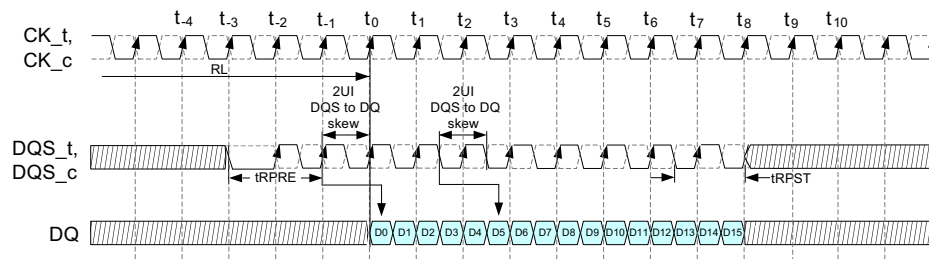 t-4 t-3 t-2 t-1 t0 t1 t2 t3 t4 t5 t6 t7 t8 t9 t10
CK_t,
CK_c
RL
2UI
DQS to DQ
skew
2UI
DQS to DQ
skew
DQS_t,
DQS_c
tRPRE
tRPST
DQ
D0 D1 D2 D3 D4 D5 D6 D7 D8 D9 D10 D11 D12 D13 D14 D15